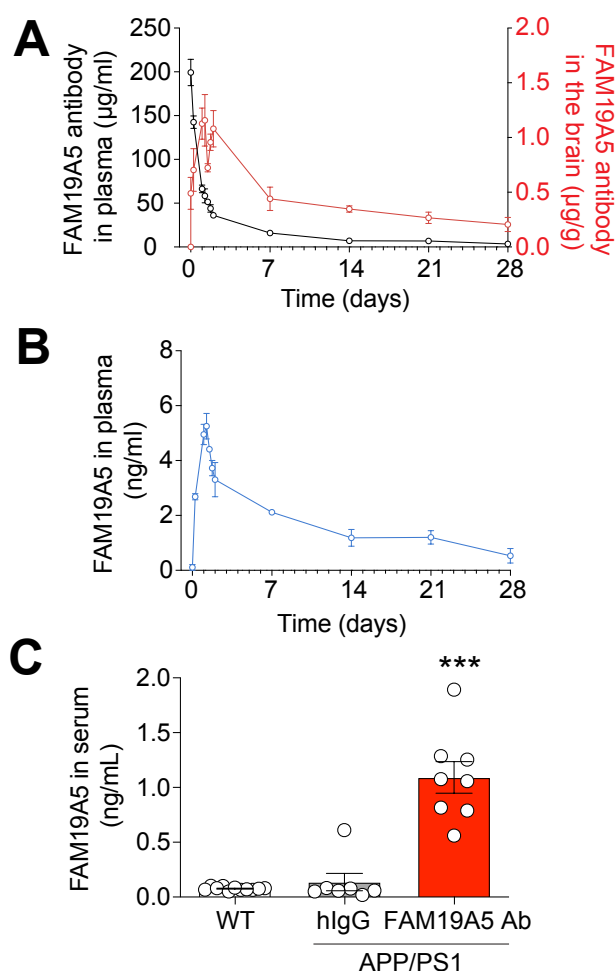 A
FAM19A5 antibody
in plasma (µg/ml)
250
200
150
100
50
0
2.0
1.5
1.0
0.5
0.0
FAM19A5 antibody
in the brain (µg/g)
0 7 14 21 28
Time (days)
B
FAM19A5 in plasma
(ng/ml)
8
6
4
2
0
0 7 14 21 28
Time (days)
C
FAM19A5 in serum
(ng/mL)
2.0
1.5
1.0
0.5
0.0
***
WT hIgG FAM19A5 Ab
APP/PS1